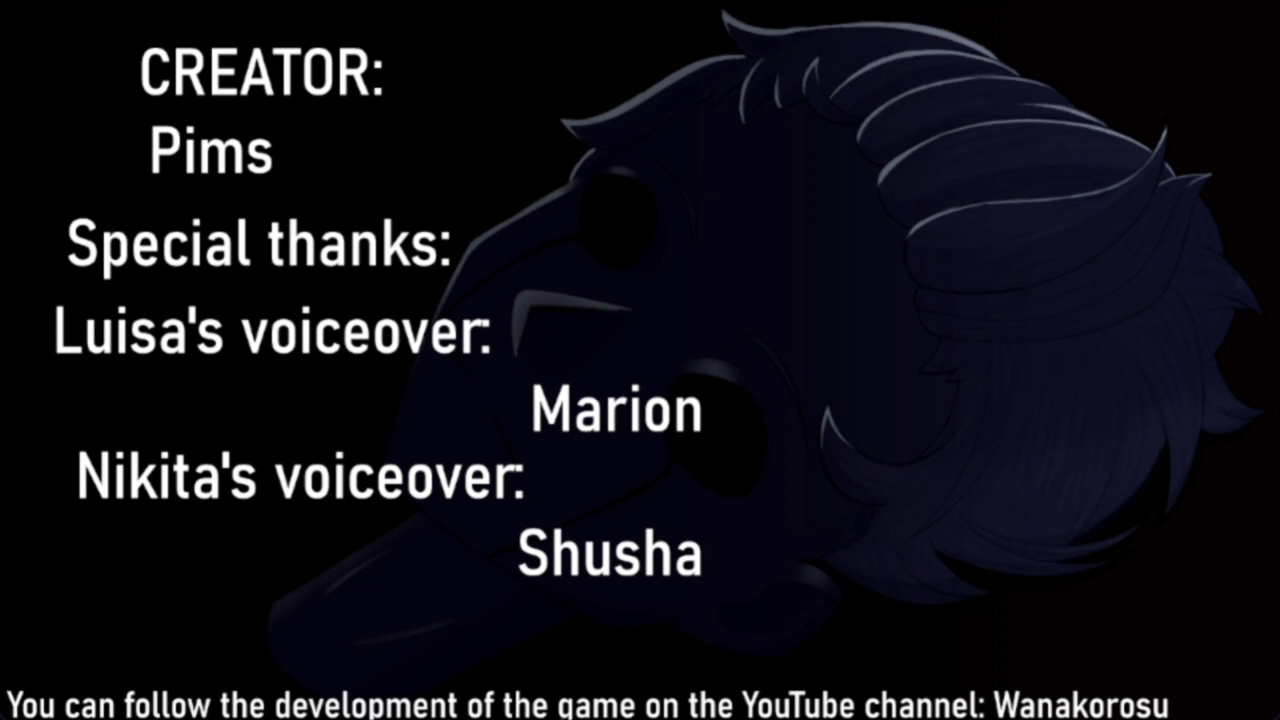 CREATOR:
Pims
Special thanks:
Luisa's voiceover:
Marion
Nikita's voiceover:
Shusha
You can follow the development of the game on the YouTube channel: Wanakorosu